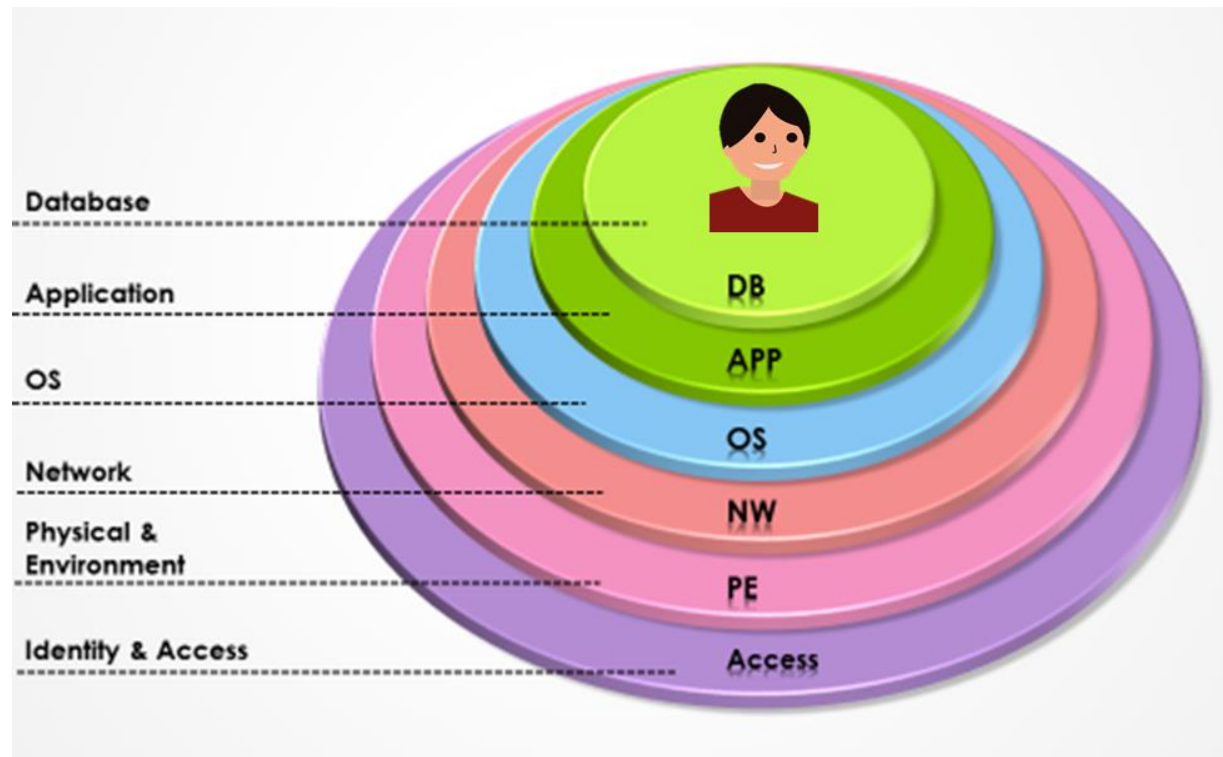 Database
Application
OS
Network
Physical &
Environment
Identity & Access
DB
APP
OS
NW
PE
Access